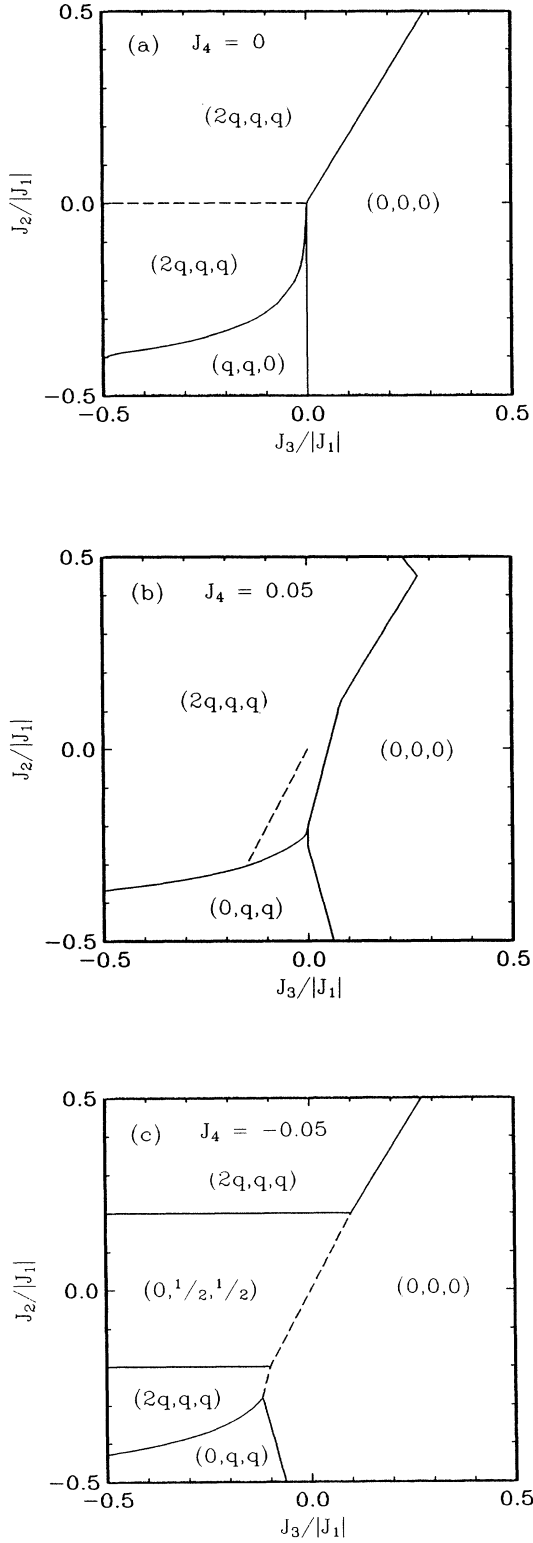 (a) J₄ = 0
0.5
(2q,q,q)
J₂/|J₁|
0.0
(0,0,0)
(2q,q,q)
(q,q,0)
−0.5
−0.5
0.0
0.5
J₃/|J₁|
(b) J₄ = 0.05
0.5
(2q,q,q)
J₂/|J₁|
0.0
(0,0,0)
(0,q,q)
−0.5
−0.5
0.0
0.5
J₃/|J₁|
(c) J₄ = −0.05
0.5
(2q,q,q)
J₂/|J₁|
0.0
(0,1/2,1/2)
(0,0,0)
(2q,q,q)
(0,q,q)
−0.5
−0.5
0.0
0.5
J₃/|J₁|